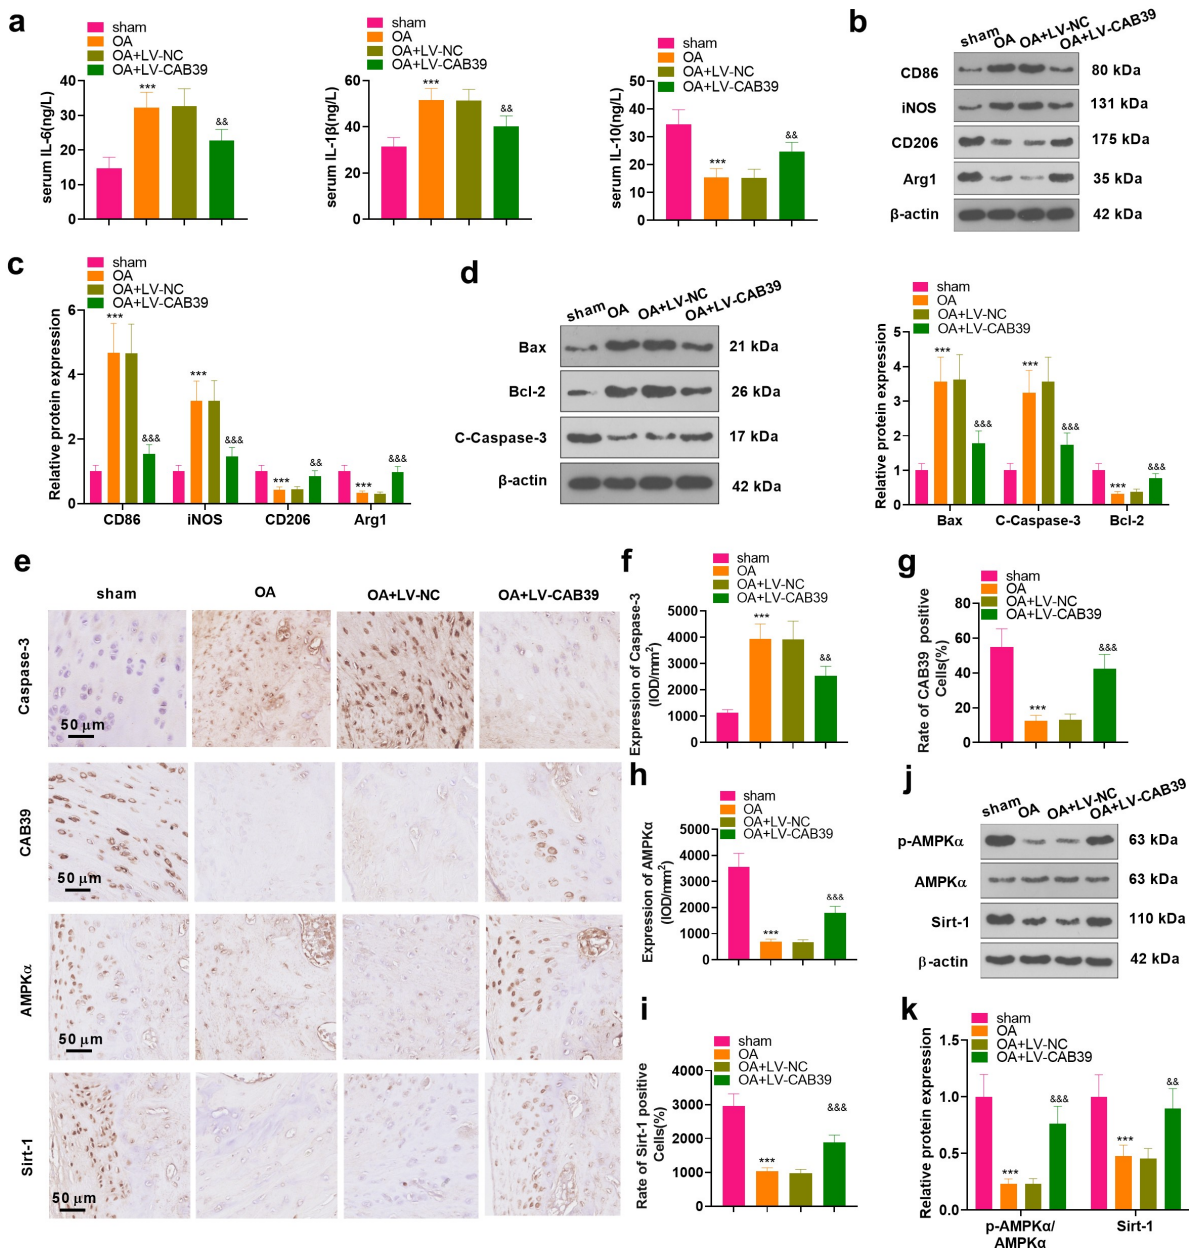 a
sham
OA
OA+LV-NC
OA+LV-CAB39
serum IL-6(ng/L)
40
30
20
10
0
***
&&
sham
OA
OA+LV-NC
OA+LV-CAB39
serum IL-1β(ng/L)
60
40
20
0
***
&&
sham
OA
OA+LV-NC
OA+LV-CAB39
serum IL-10(ng/L)
50
40
30
20
10
0
***
&&
b
sham OA OA+LV-NC OA+LV-CAB39
CD86 80 kDa
iNOS 131 kDa
CD206 175 kDa
Arg1 35 kDa
β-actin 42 kDa
c
sham
OA
OA+LV-NC
OA+LV-CAB39
Relative protein expression
6
4
2
0
***
&&&
***
&&&
***
&&
***
&&&
CD86 iNOS CD206 Arg1
d
sham OA OA+LV-NC OA+LV-CAB39
Bax 21 kDa
Bcl-2 26 kDa
C-Caspase-3 17 kDa
β-actin 42 kDa
sham
OA
OA+LV-NC
OA+LV-CAB39
Relative protein expression
5
4
3
2
1
0
***
&&&
***
&&&
***
&&&
Bax C-Caspase-3 Bcl-2
e
sham OA OA+LV-NC OA+LV-CAB39
Caspase-3
50 μm
CAB39
50 μm
AMPKα
50 μm
Sirt-1
50 μm
f
sham
OA
OA+LV-NC
OA+LV-CAB39
Expression of Caspase-3
(IOD/mm²)
5000
4000
3000
2000
1000
0
***
&&
g
sham
OA
OA+LV-NC
OA+LV-CAB39
Rate of CAB39 positive
Cells(%)
80
60
40
20
0
***
&&&
h
sham
OA
OA+LV-NC
OA+LV-CAB39
Expression of AMPKα
(IOD/mm²)
5000
4000
3000
2000
1000
0
***
&&&
i
sham
OA
OA+LV-NC
OA+LV-CAB39
Rate of Sirt-1 positive
Cells(%)
4000
3000
2000
1000
0
***
&&&
j
sham OA OA+LV-NC OA+LV-CAB39
p-AMPKα 63 kDa
AMPKα 63 kDa
Sirt-1 110 kDa
β-actin 42 kDa
k
sham
OA
OA+LV-NC
OA+LV-CAB39
Relative protein expression
1.5
1.0
0.5
0.0
***
&&&
***
&&
p-AMPKα/
AMPKα
Sirt-1